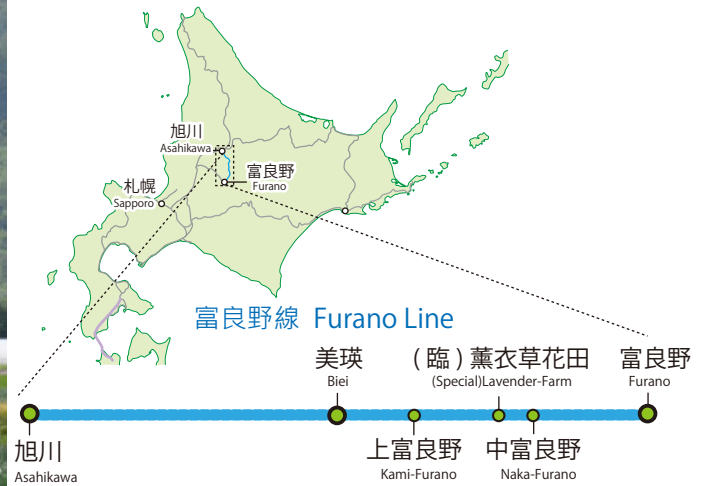 旭川
Asahikawa
富良野
Furano
札幌
Sapporo
富良野線 Furano Line
美瑛
Biei
(臨)薫衣草花田
(Special)Lavender-Farm
富良野
Furano
旭川
Asahikawa
上富良野
Kami-Furano
中富良野
Naka-Furano